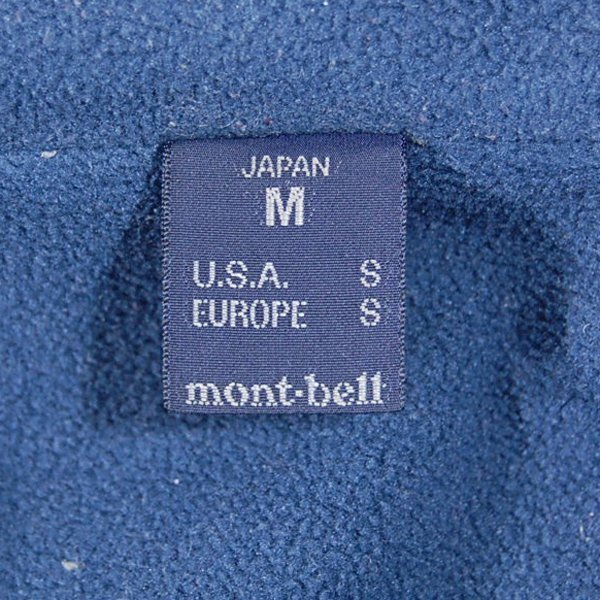 JAPAN
M
U.S.A. S
EUROPE S
mont-bell